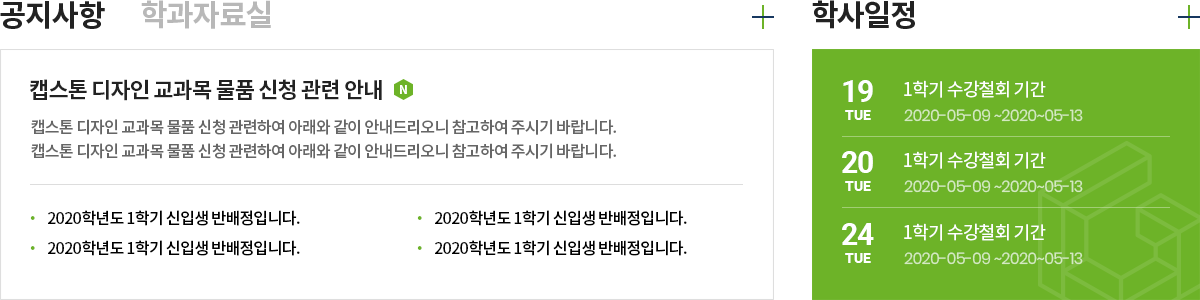 공지사항 학과자료실
캡스톤 디자인 교과목 물품 신청 관련 안내 N
캡스톤 디자인 교과목 물품 신청 관련하여 아래와 같이 안내드리오니 참고하여 주시기 바랍니다.
캡스톤 디자인 교과목 물품 신청 관련하여 아래와 같이 안내드리오니 참고하여 주시기 바랍니다.
• 2020학년도 1학기 신입생 반배정입니다.
• 2020학년도 1학기 신입생 반배정입니다.
• 2020학년도 1학기 신입생 반배정입니다.
• 2020학년도 1학기 신입생 반배정입니다.
학사일정
19 1학기 수강철회 기간
TUE 2020-05-09 ~2020~05-13
20 1학기 수강철회 기간
TUE 2020-05-09 ~2020~05-13
24 1학기 수강철회 기간
TUE 2020-05-09 ~2020~05-13